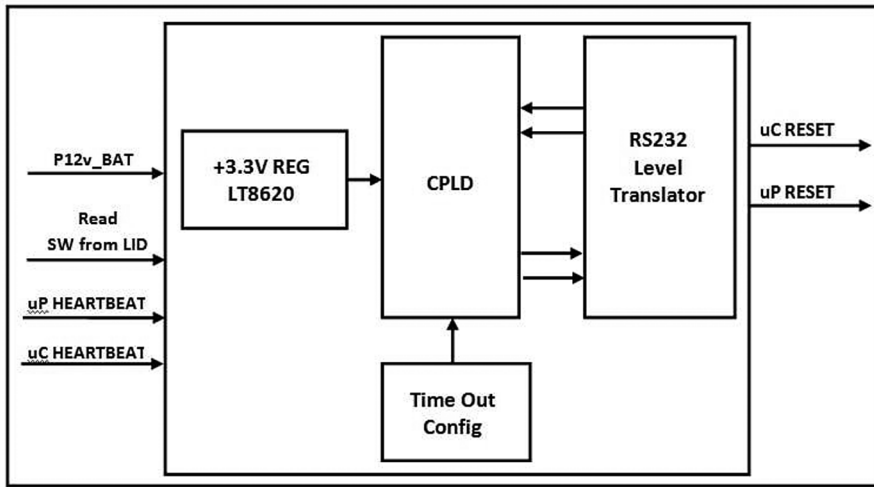 P12v_BAT
Read
SW from LID
uP HEARTBEAT
uC HEARTBEAT
+3.3V REG
LT8620
CPLD
RS232
Level
Translator
Time Out
Config
uC RESET
uP RESET